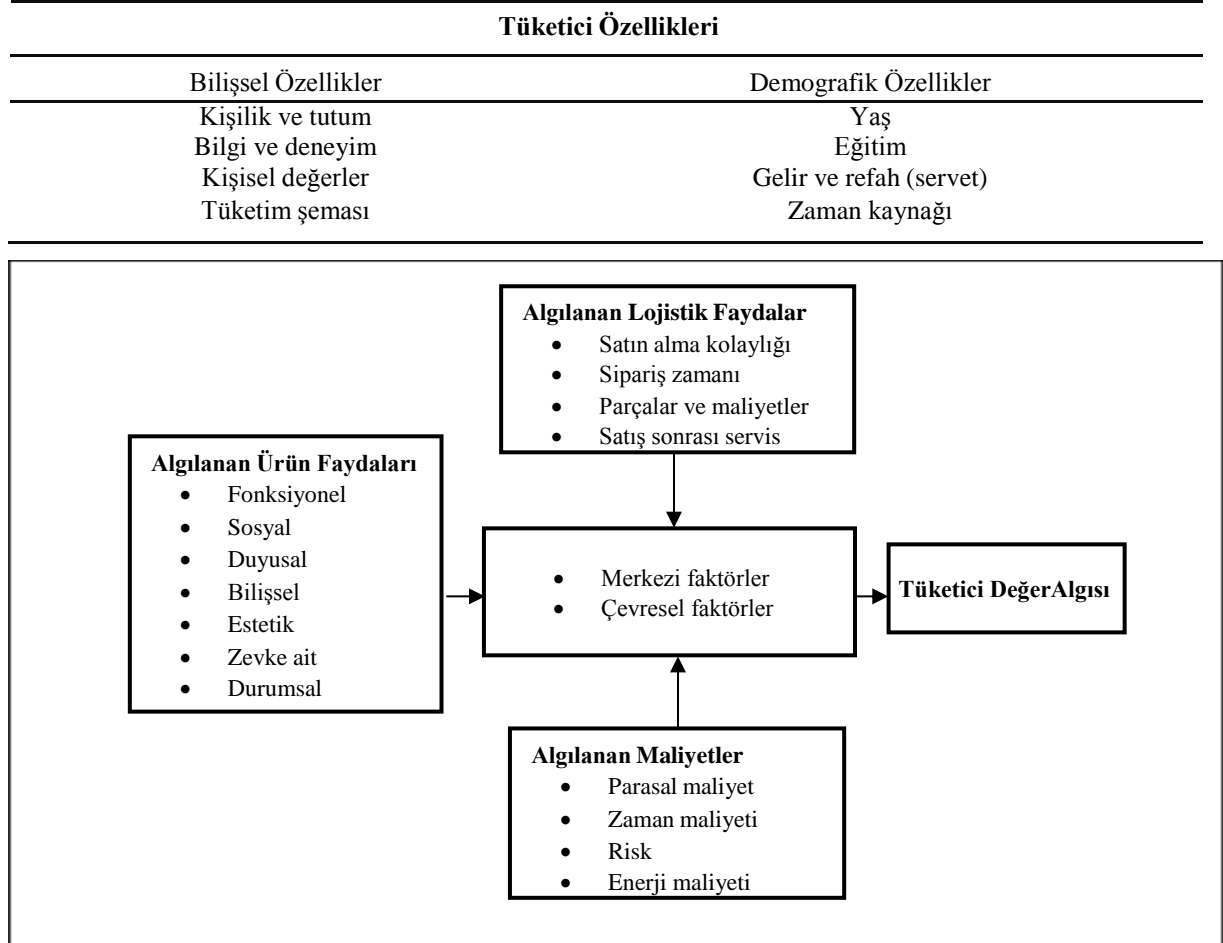 Tüketici Özellikleri
Bilişsel Özellikler Demografik Özellikler
Kişilik ve tutum Yaş
Bilgi ve deneyim Eğitim
Kişisel değerler Gelir ve refah (servet)
Tüketim şeması Zaman kaynağı
Algılanan Lojistik Faydalar
• Satın alma kolaylığı
• Sipariş zamanı
• Parçalar ve maliyetler
• Satış sonrası servis
Algılanan Ürün Faydaları
• Fonksiyonel
• Sosyal
• Duyusal
• Bilişsel
• Estetik
• Zevke ait
• Durumsal
• Merkezi faktörler
• Çevresel faktörler
Tüketici DeğerAlgısı
Algılanan Maliyetler
• Parasal maliyet
• Zaman maliyeti
• Risk
• Enerji maliyeti